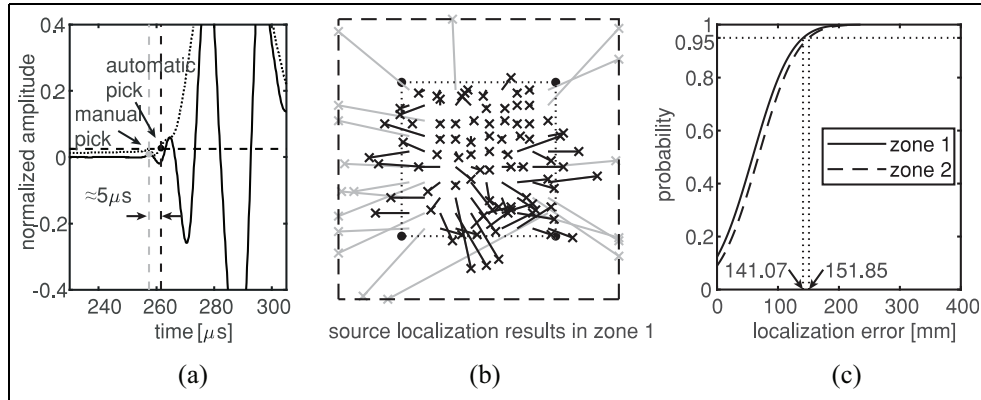 0.4
0.2
0
-0.2
-0.4
normalized amplitude
automatic
pick
manual
pick
≈5μs
240 260 280 300
time [μs]
(a)
source localization results in zone 1
(b)
1
0.95
0.8
0.6
0.4
0.2
0
probability
zone 1
zone 2
141.07
151.85
0 100 200 300 400
localization error [mm]
(c)